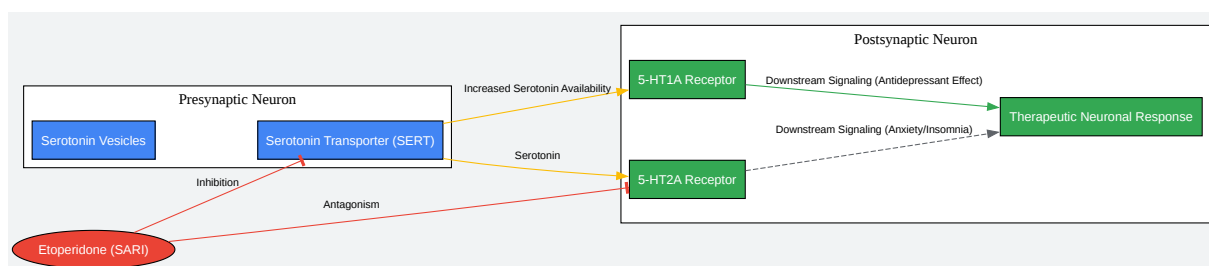 Presynaptic Neuron
Serotonin Vesicles
Serotonin Transporter (SERT)
Postsynaptic Neuron
5-HT1A Receptor
5-HT2A Receptor
Therapeutic Neuronal Response
Increased Serotonin Availability
Serotonin
Downstream Signaling (Antidepressant Effect)
Downstream Signaling (Anxiety/Insomnia)
Inhibition
Antagonism
Etoperidone (SARI)